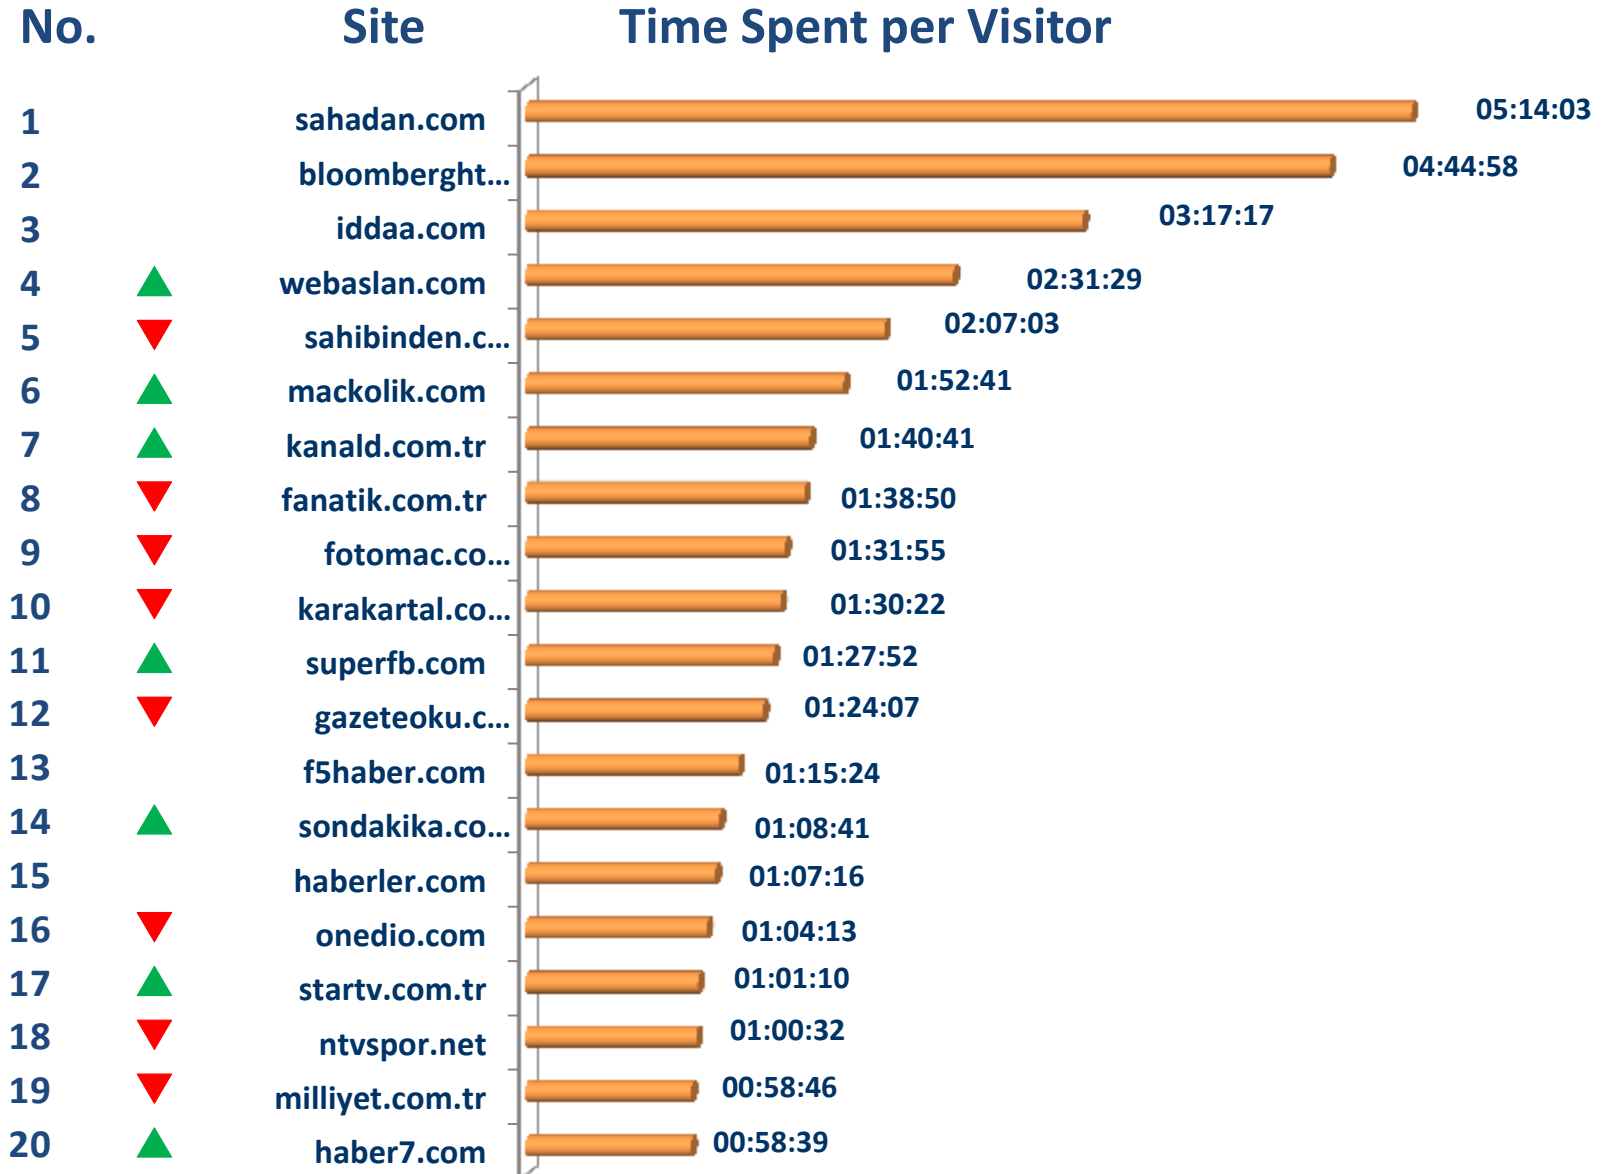 No. Site Time Spent per Visitor
1 sahadan.com 05:14:03
2 bloomberght... 04:44:58
3 iddaa.com 03:17:17
4 webaslan.com 02:31:29
5 sahibinden.c... 02:07:03
6 mackolik.com 01:52:41
7 kanald.com.tr 01:40:41
8 fanatik.com.tr 01:38:50
9 fotomac.co... 01:31:55
10 karakartal.co... 01:30:22
11 superfb.com 01:27:52
12 gazeteoku.c... 01:24:07
13 f5haber.com 01:15:24
14 sondakika.co... 01:08:41
15 haberler.com 01:07:16
16 onedio.com 01:04:13
17 startv.com.tr 01:01:10
18 ntvspor.net 01:00:32
19 milliyet.com.tr 00:58:46
20 haber7.com 00:58:39